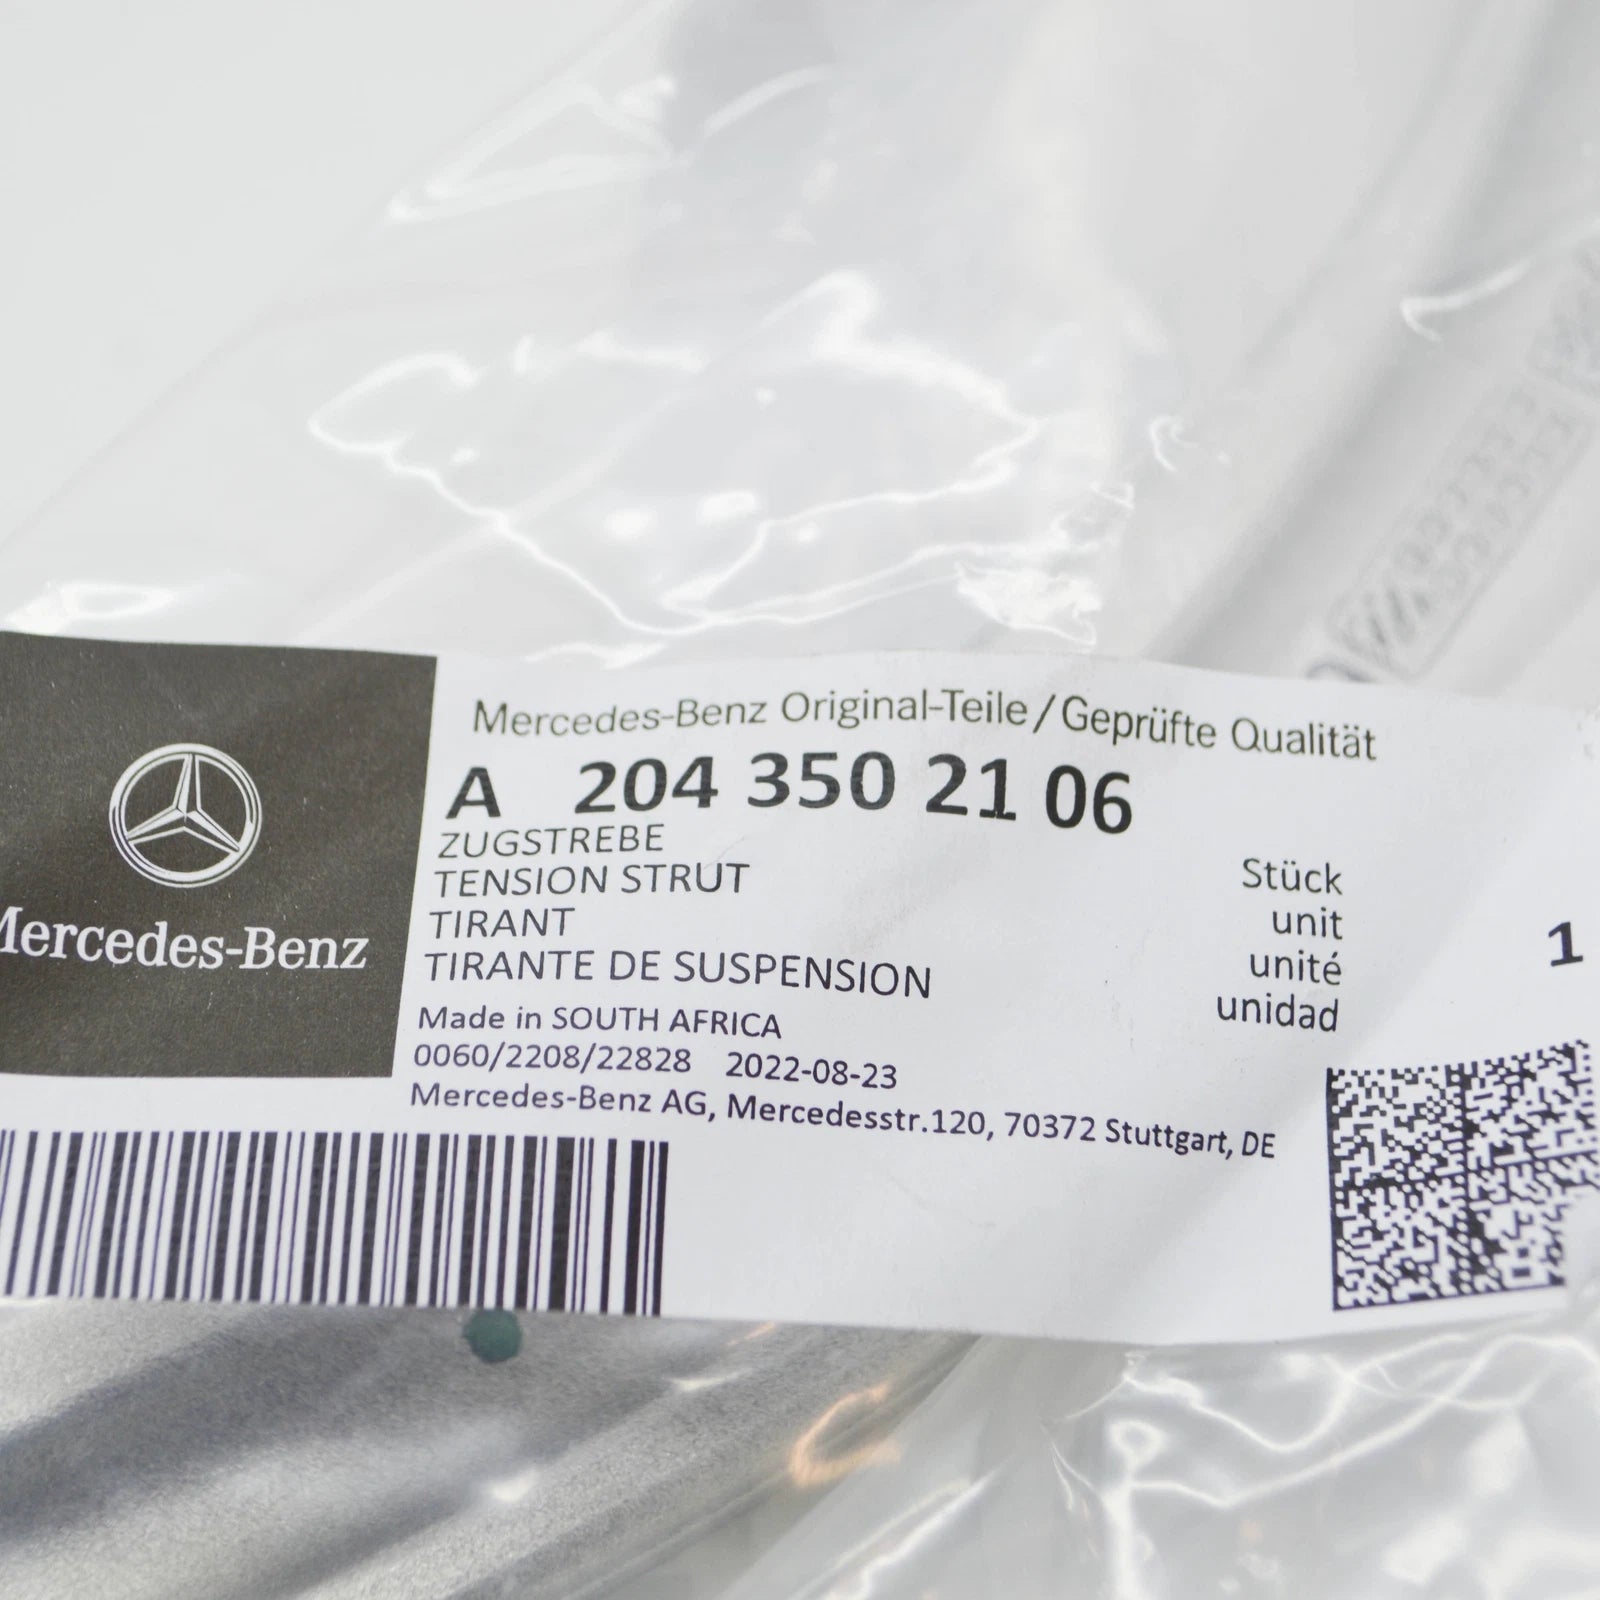 Mercedes-Benz
Mercedes-Benz Original-Teile/Geprüfte Qualität
A 204 350 21 06
ZUGSTREBE
TENSION STRUT
TIRANT
TIRANTE DE SUSPENSION
Stück
unit
unité
unidad
1
Made in SOUTH AFRICA
0060/2208/22828 2022-08-23
Mercedes-Benz AG, Mercedesstr.120, 70372 Stuttgart, DE